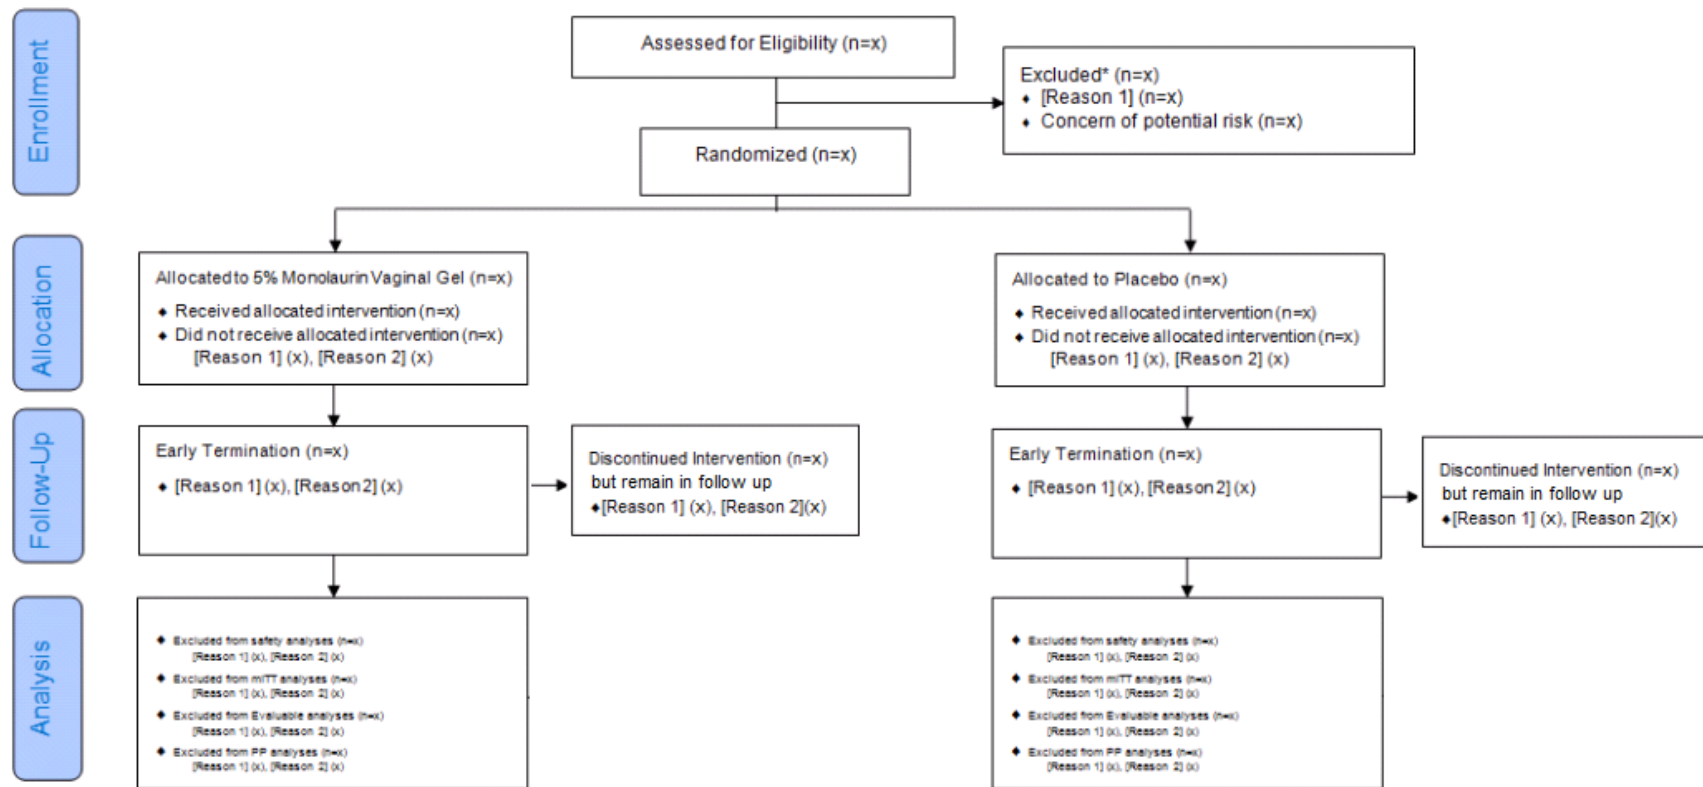 Enrollment
Assessed for Eligibility (n=x)
Excluded* (n=x)
♦ [Reason 1] (n=x)
♦ Concern of potential risk (n=x)
Randomized (n=x)
Allocation
Allocated to 5% Monolaurin Vaginal Gel (n=x)
♦ Received allocated intervention (n=x)
♦ Did not receive allocated intervention (n=x)
[Reason 1] (x), [Reason 2] (x)
Allocated to Placebo (n=x)
♦ Received allocated intervention (n=x)
♦ Did not receive allocated intervention (n=x)
[Reason 1] (x), [Reason 2] (x)
Follow-Up
Early Termination (n=x)
♦ [Reason 1] (x), [Reason 2] (x)
Discontinued Intervention (n=x)
but remain in follow up
♦[Reason 1] (x), [Reason 2](x)
Early Termination (n=x)
♦ [Reason 1] (x), [Reason 2] (x)
Discontinued Intervention (n=x)
but remain in follow up
♦[Reason 1] (x), [Reason 2](x)
Analysis
♦ Excluded from safety analyses (n=x)
[Reason 1] (x), [Reason 2] (x)
♦ Excluded from mITT analyses (n=x)
[Reason 1] (x), [Reason 2] (x)
♦ Excluded from Evaluable analyses (n=x)
[Reason 1] (x), [Reason 2] (x)
♦ Excluded from PP analyses (n=x)
[Reason 1] (x), [Reason 2] (x)
♦ Excluded from safety analyses (n=x)
[Reason 1] (x), [Reason 2] (x)
♦ Excluded from mITT analyses (n=x)
[Reason 1] (x), [Reason 2] (x)
♦ Excluded from Evaluable analyses (n=x)
[Reason 1] (x), [Reason 2] (x)
♦ Excluded from PP analyses (n=x)
[Reason 1] (x), [Reason 2] (x)